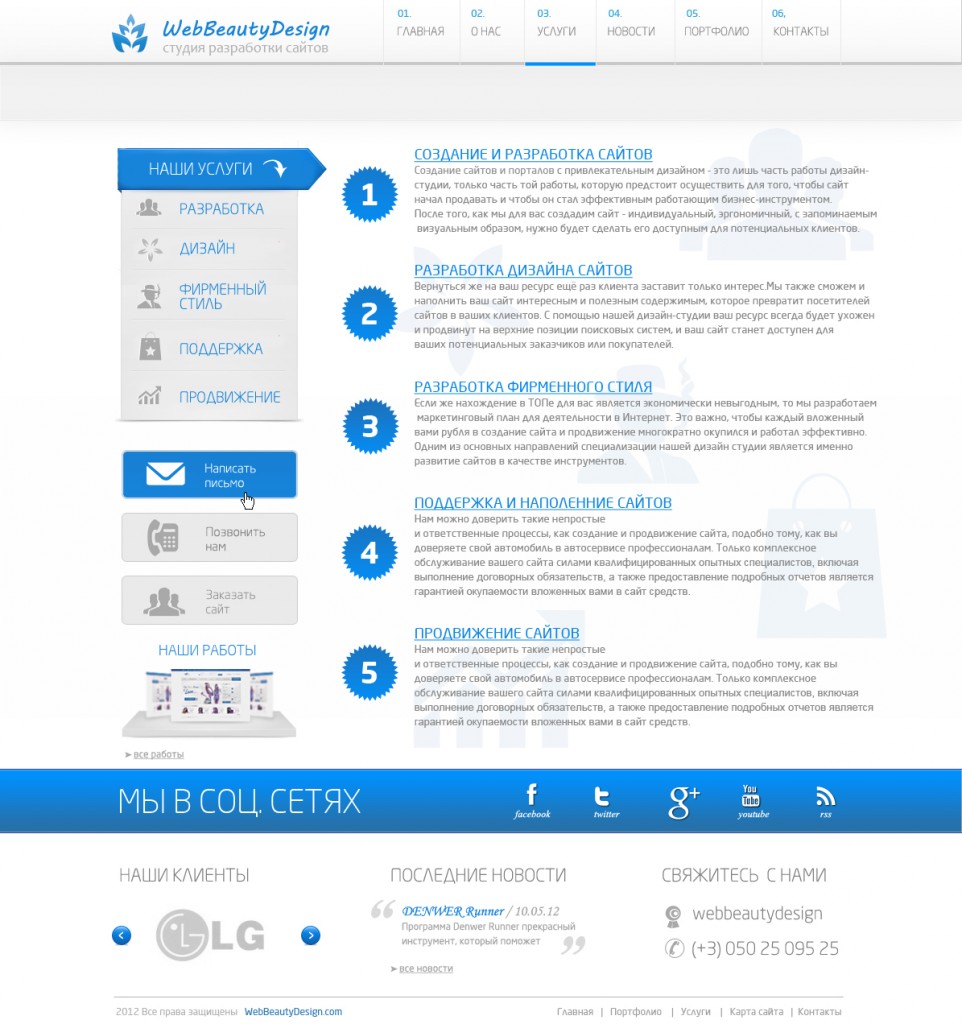 WebBeautyDesign
студия разработки сайтов
01.
ГЛАВНАЯ
02.
О НАС
03.
УСЛУГИ
04.
НОВОСТИ
05.
ПОРТФОЛИО
06,
КОНТАКТЫ
НАШИ УСЛУГИ
РАЗРАБОТКА
ДИЗАЙН
ФИРМЕННЫЙ
СТИЛЬ
ПОДДЕРЖКА
ПРОДВИЖЕНИЕ
Написать
письмо
Позвонить
нам
Заказать
сайт
НАШИ РАБОТЫ
➤ все работы
1
СОЗДАНИЕ И РАЗРАБОТКА САЙТОВ
Создание сайтов и порталов с привлекательным дизайном - это лишь часть работы дизайн-
студии, только часть той работы, которую предстоит осуществить для того, чтобы сайт
начал продавать и чтобы он стал эффективным работающим бизнес-инструментом.
После того, как мы для вас создадим сайт - индивидуальный, эргономичный, с запоминаемым
визуальным образом, нужно будет сделать его доступным для потенциальных клиентов.
2
РАЗРАБОТКА ДИЗАЙНА САЙТОВ
Вернуться же на ваш ресурс ещё раз клиента заставит только интерес.Мы также сможем и
наполнить ваш сайт интересным и полезным содержимым, которое превратит посетителей
сайтов в ваших клиентов. С помощью нашей дизайн-студии ваш ресурс всегда будет ухожен
и продвинут на верхние позиции поисковых систем, и ваш сайт станет доступен для
ваших потенциальных заказчиков или покупателей.
3
РАЗРАБОТКА ФИРМЕННОГО СТИЛЯ
Если же нахождение в ТОПе для вас является экономически невыгодным, то мы разработаем
маркетинговый план для деятельности в Интернет. Это важно, чтобы каждый вложенный
вами рубля в создание сайта и продвижение многократно окупился и работал эффективно.
Одним из основных направлений специализации нашей дизайн студии является именно
развитие сайтов в качестве инструментов.
4
ПОДДЕРЖКА И НАПОЛЕННИЕ САЙТОВ
Нам можно доверить такие непростые
и ответственные процессы, как создание и продвижение сайта, подобно тому, как вы
доверяете свой автомобиль в автосервисе профессионалам. Только комплексное
обслуживание вашего сайта силами квалифицированных опытных специалистов, включая
выполнение договорных обязательств, а также предоставление подробных отчетов является
гарантией окупаемости вложенных вами в сайт средств.
5
ПРОДВИЖЕНИЕ САЙТОВ
Нам можно доверить такие непростые
и ответственные процессы, как создание и продвижение сайта, подобно тому, как вы
доверяете свой автомобиль в автосервисе профессионалам. Только комплексное
обслуживание вашего сайта силами квалифицированных опытных специалистов, включая
выполнение договорных обязательств, а также предоставление подробных отчетов является
гарантией окупаемости вложенных вами в сайт средств.
МЫ В СОЦ. СЕТЯХ
facebook
twitter
g+
You
Tube
youtube
rss
НАШИ КЛИЕНТЫ
LG
ПОСЛЕДНИЕ НОВОСТИ
DENWER Runner / 10.05.12
Программа Denwer Runner прекрасный
инструмент, который поможет
➤ все новости
СВЯЖИТЕСЬ С НАМИ
webbeautydesign
(+3) 050 25 095 25
2012 Все права защищены WebBeautyDesign.com
Главная | Портфолио | Услуги | Карта сайта | Контакты